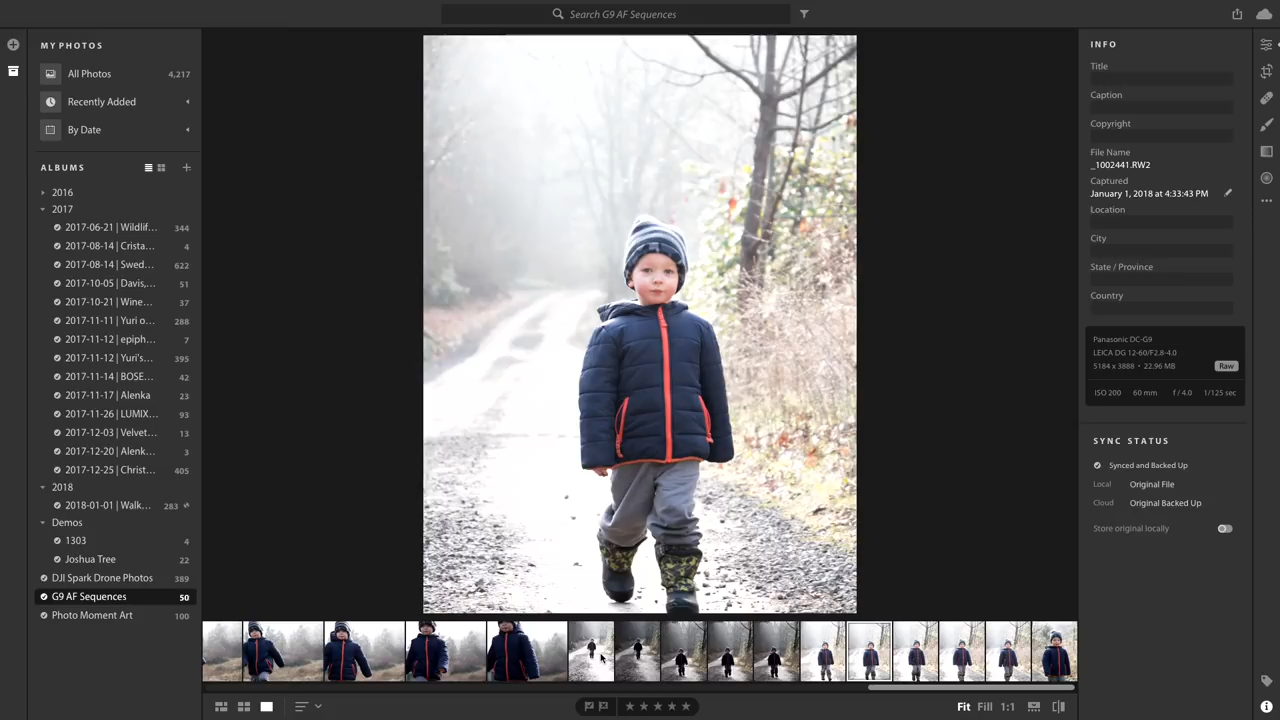 Search G9 AF Sequences
MY PHOTOS
All Photos 4,217
Recently Added
By Date
ALBUMS
2016
2017
2017-06-21 | Wildlif... 344
2017-08-14 | Crista... 4
2017-08-14 | Swed... 622
2017-10-05 | Davis,... 51
2017-10-21 | Wine... 37
2017-11-11 | Yuri o... 288
2017-11-12 | epiph... 7
2017-11-12 | Yuri's... 395
2017-11-14 | BOSE... 42
2017-11-17 | Alenka 23
2017-11-26 | LUMIX... 93
2017-12-03 | Velvet... 13
2017-12-20 | Alenk... 3
2017-12-25 | Christ... 405
2018
2018-01-01 | Walk... 283
Demos
1303 4
Joshua Tree 22
DJI Spark Drone Photos 389
G9 AF Sequences 50
Photo Moment Art 100
INFO
Title
Caption
Copyright
File Name
_1002441.RW2
Captured
January 1, 2018 at 4:33:43 PM
Location
City
State / Province
Country
Panasonic DC-G9
LEICA DG 12-60/F2.8-4.0
5184 x 3888 • 22.96 MB Raw
ISO 200 60 mm f / 4.0 1/125 sec
SYNC STATUS
Synced and Backed Up
Local Original File
Cloud Original Backed Up
Store original locally
Fit Fill 1:1